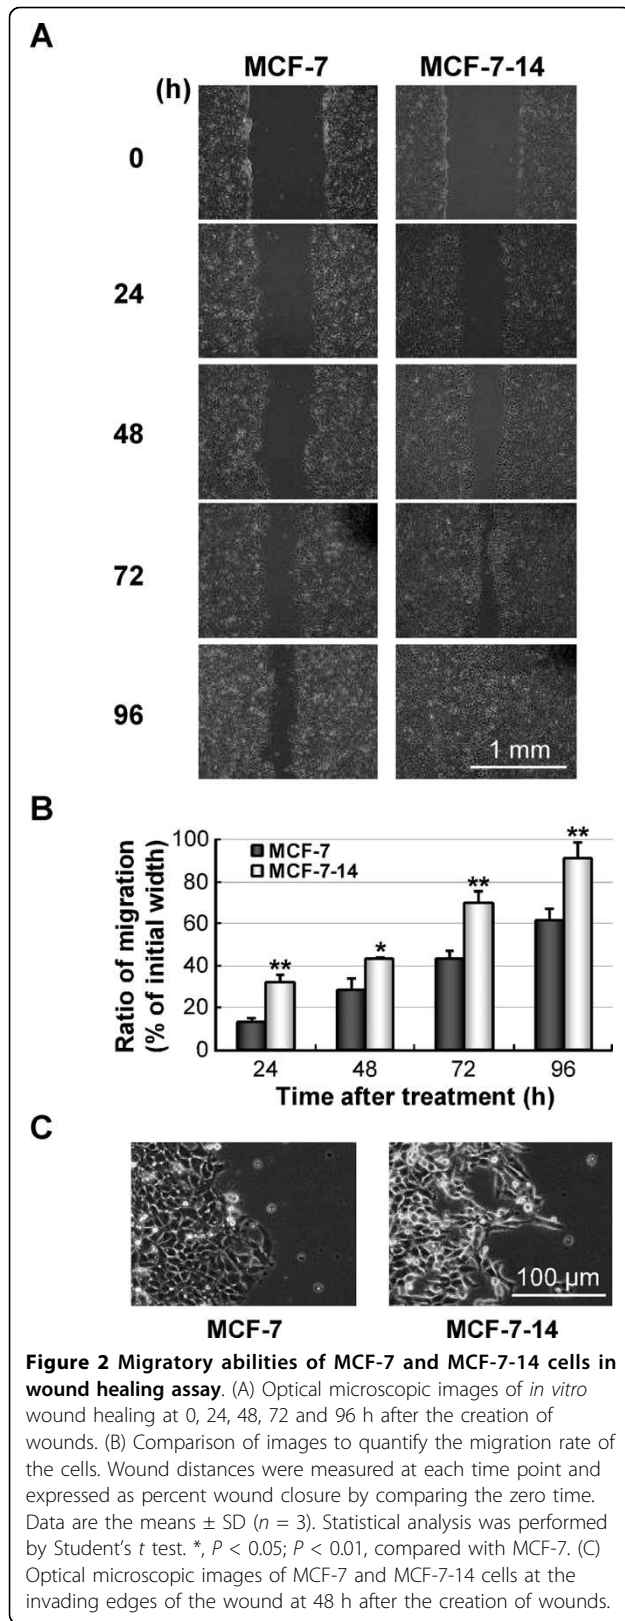 A
MCF-7 MCF-7-14
(h)
0
24
48
72
96
1 mm
B
100
80
60
40
20
0
Ratio of migration
(% of initial width)
MCF-7
MCF-7-14
**
*
**
**
24 48 72 96
Time after treatment (h)
C
100 µm
MCF-7 MCF-7-14
Figure 2 Migratory abilities of MCF-7 and MCF-7-14 cells in
wound healing assay. (A) Optical microscopic images of in vitro
wound healing at 0, 24, 48, 72 and 96 h after the creation of
wounds. (B) Comparison of images to quantify the migration rate of
the cells. Wound distances were measured at each time point and
expressed as percent wound closure by comparing the zero time.
Data are the means ± SD (n = 3). Statistical analysis was performed
by Student's t test. *, P < 0.05; P < 0.01, compared with MCF-7. (C)
Optical microscopic images of MCF-7 and MCF-7-14 cells at the
invading edges of the wound at 48 h after the creation of wounds.